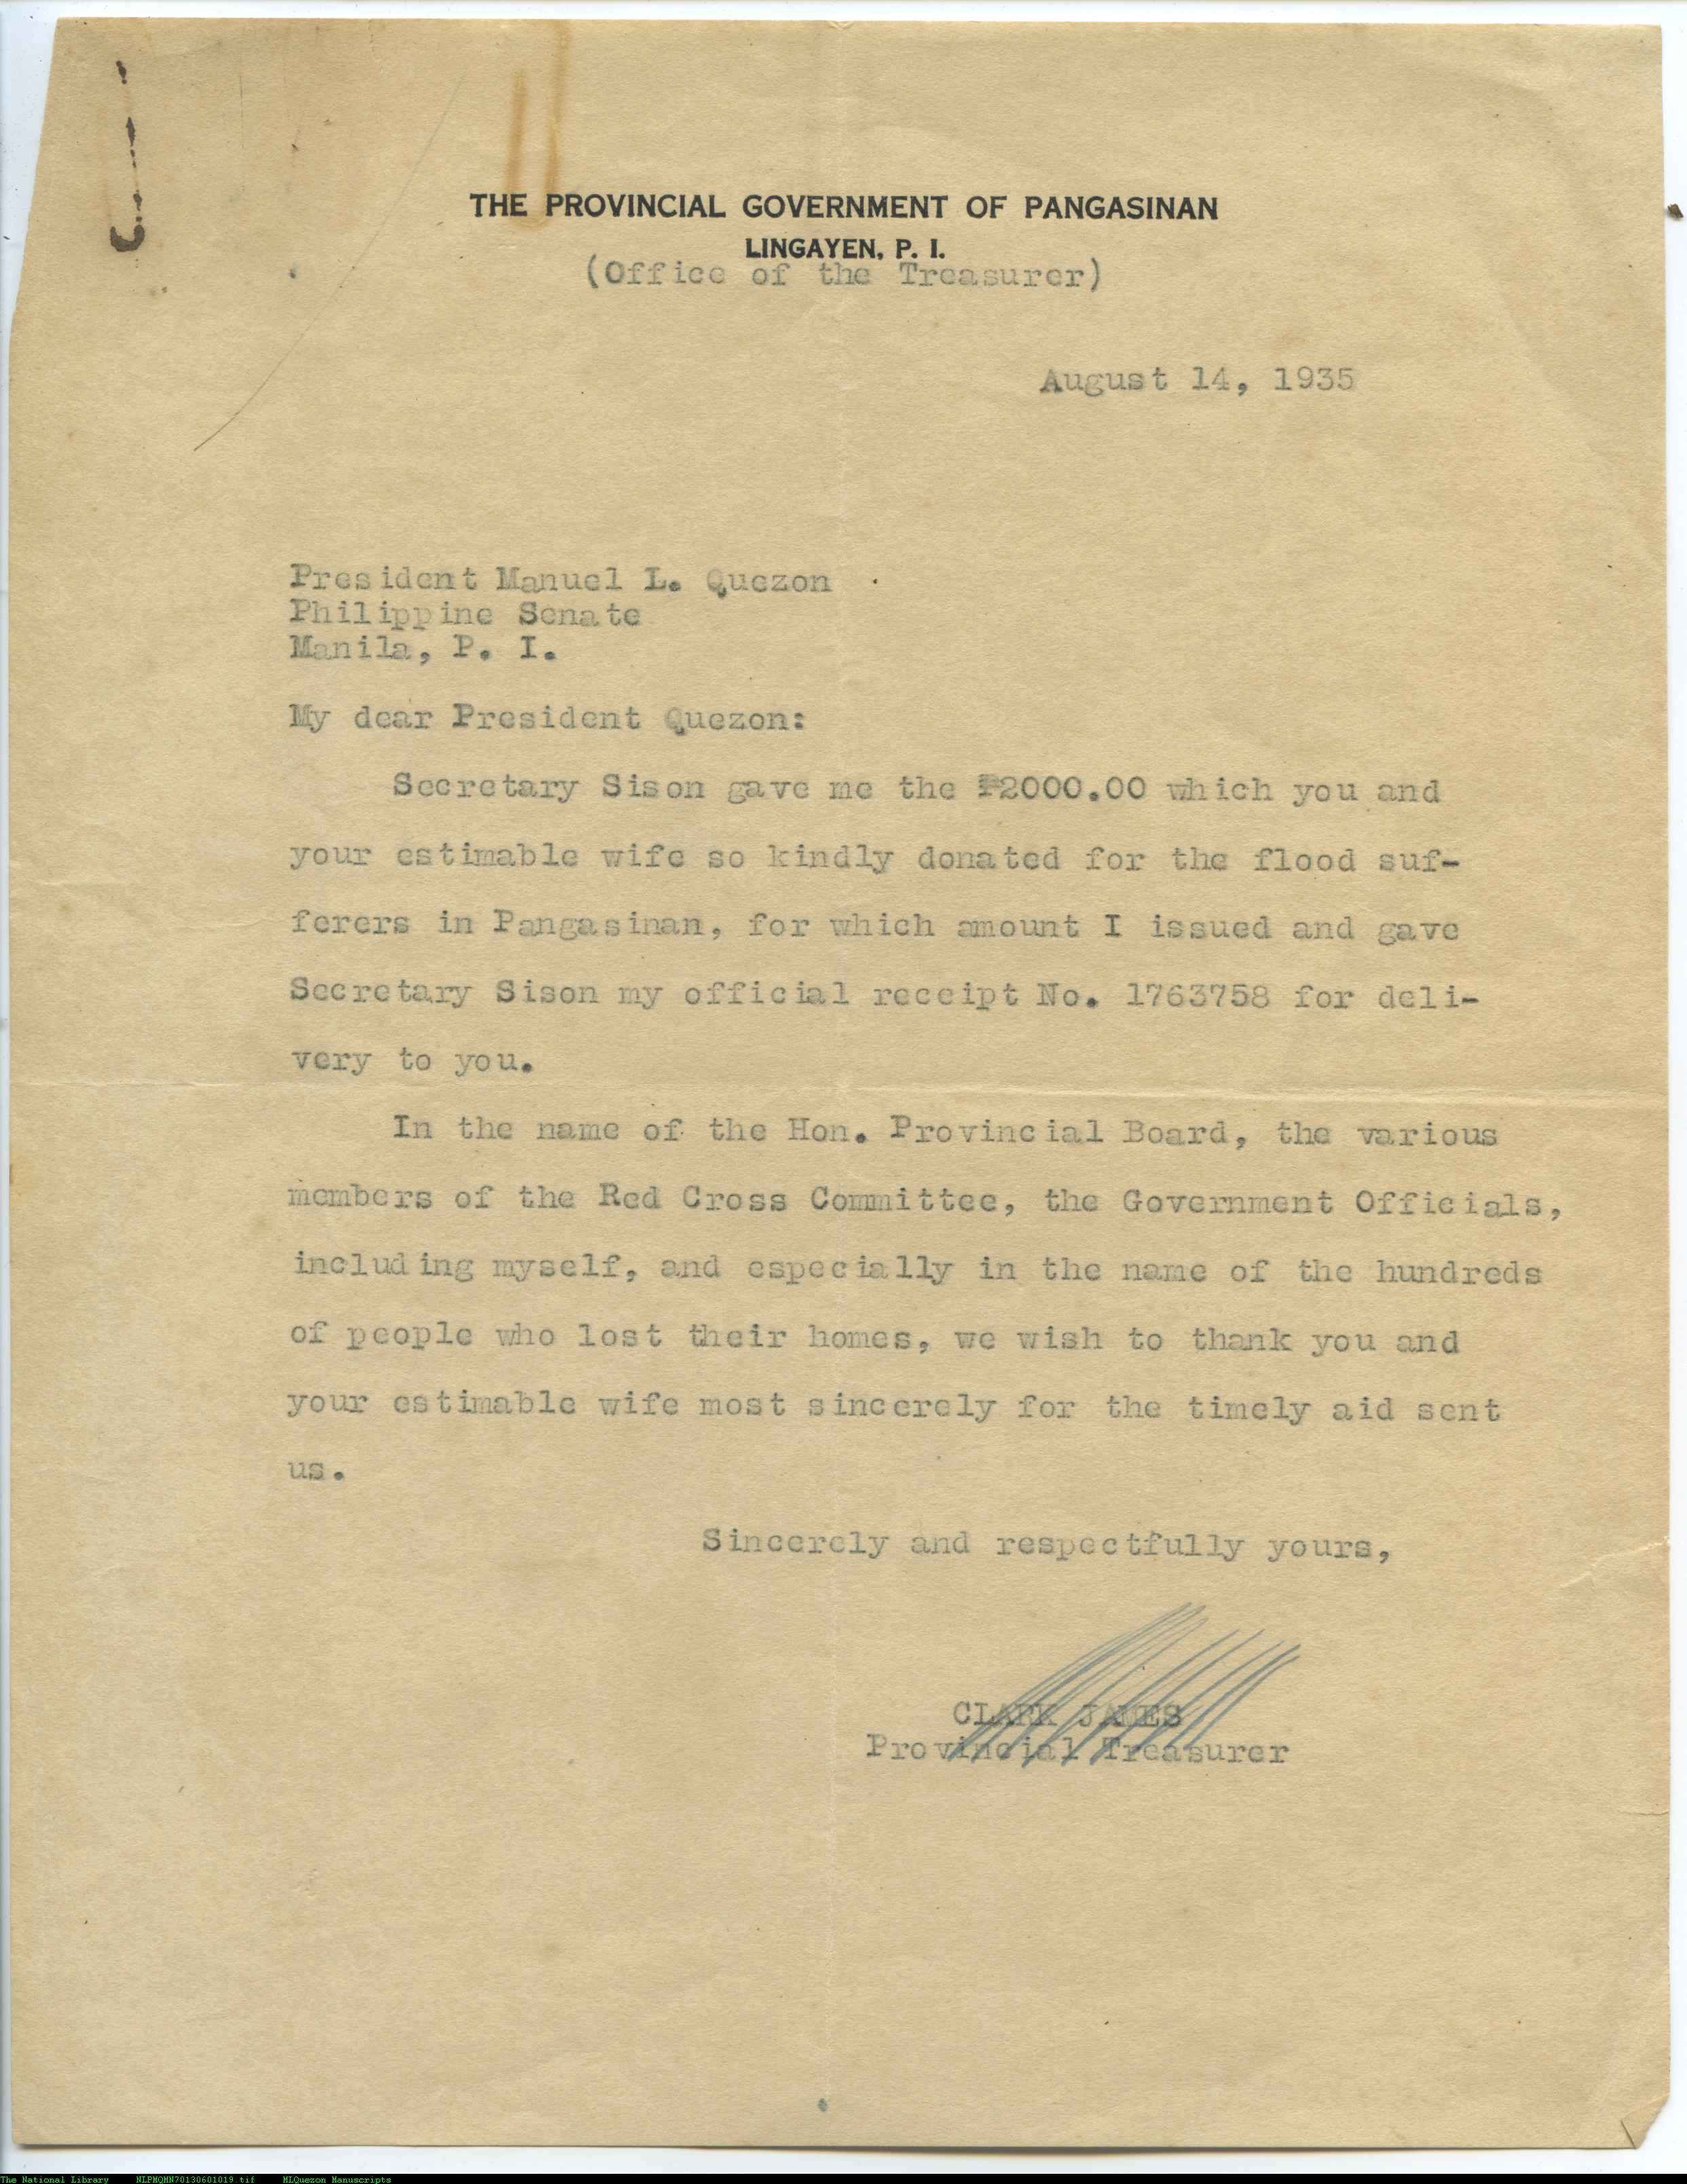 THE PROVINCIAL GOVERNMENT OF PANGASINAN
LINGAYEN, P. I.
(Office of the Treasurer)
August 14, 1935
President Manuel L. Quezon
Philippine Senate
Manila, P. I.
My dear President Quezon:
Secretary Sison gave me the ₱2000.00 which you and
your estimable wife so kindly donated for the flood suf-
ferers in Pangasinan, for which amount I issued and gave
Secretary Sison my official receipt No. 1763758 for deli-
very to you.
In the name of the Hon. Provincial Board, the various
members of the Red Cross Committee, the Government Officials,
including myself, and especially in the name of the hundreds
of people who lost their homes, we wish to thank you and
your estimable wife most sincerely for the timely aid sent
us.
Sincerely and respectfully yours,
CLARK JAMES
Provincial Treasurer
The National Library NLPMQMN70130601019.tif MLQuezon Manuscripts